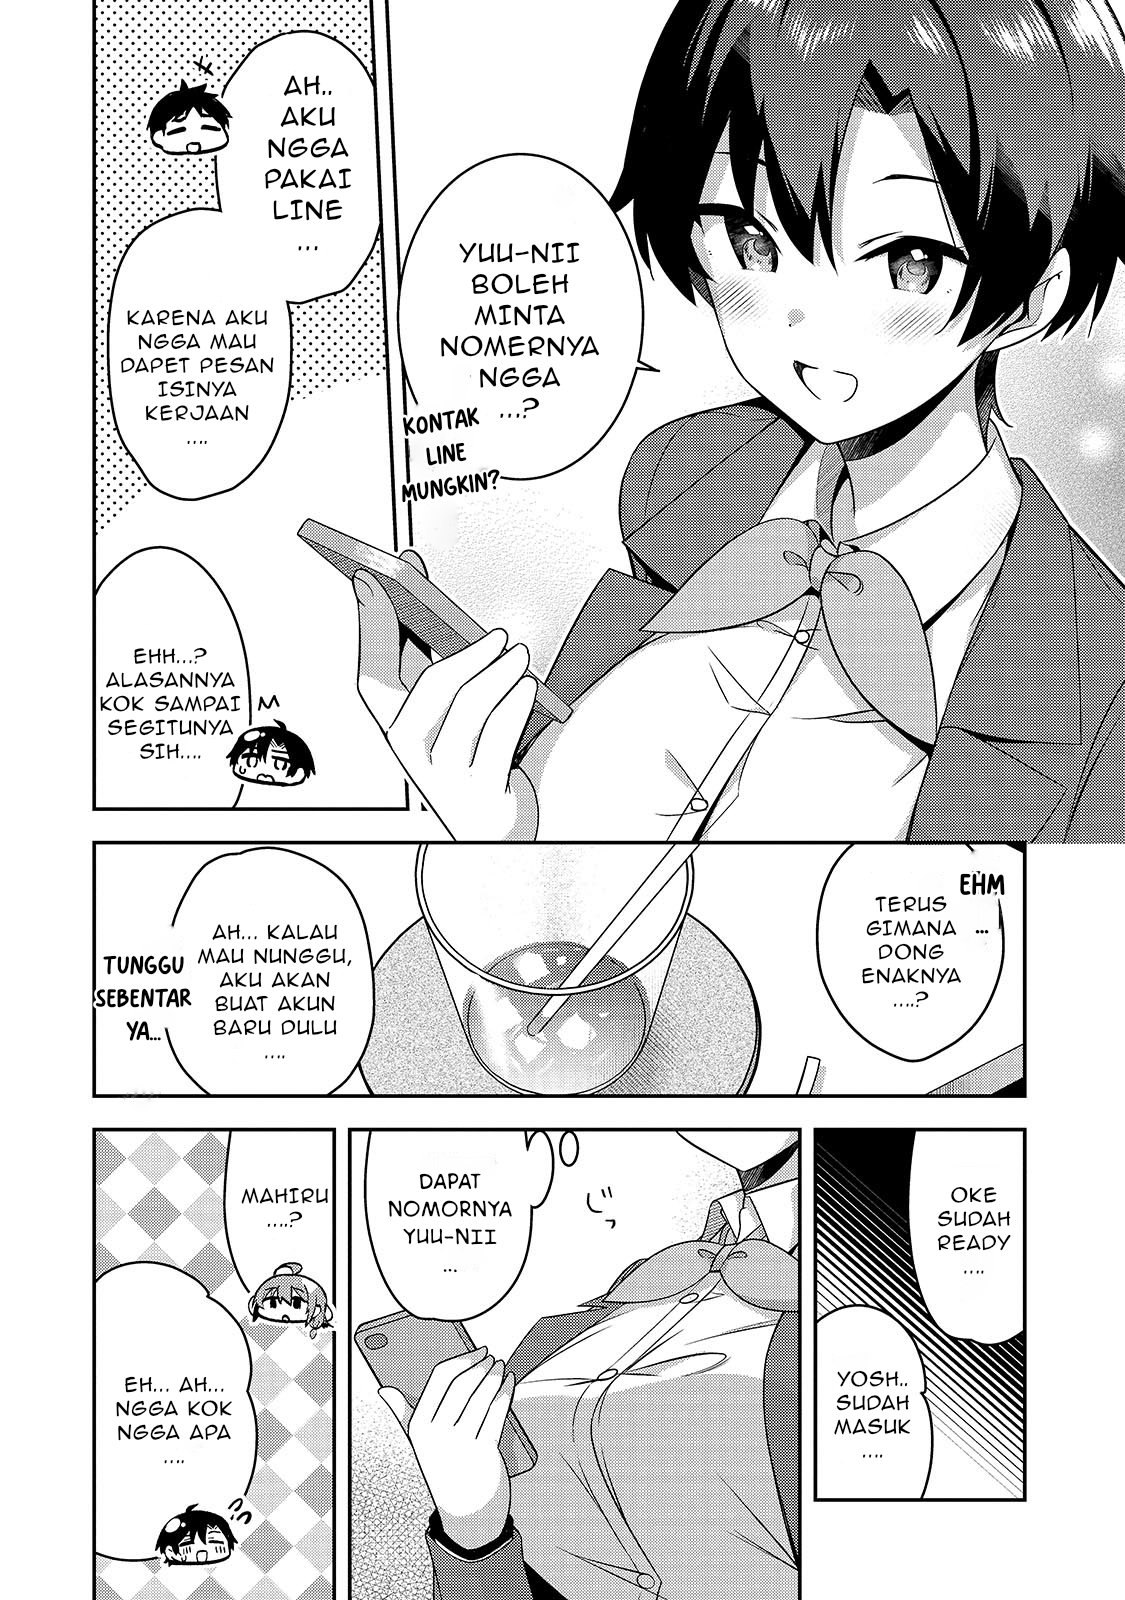 YUU-NII
BOLEH
MINTA
NOMERNYA
NGGA
....?
KONTAK
LINE
MUNGKIN?
AH..
AKU
NGGA
PAKAI
LINE
...
KARENA AKU
NGGA MAU
DAPET PESAN
ISINYA
KERJAAN
....
EHH...?
ALASANNYA
KOK SAMPAI
SEGITUNYA
SIH....
EHM
...
TERUS
GIMANA
DONG
ENAKNYA
....?
AH... KALAU
MAU NUNGGU,
AKU AKAN
BUAT AKUN
BARU DULU
....
TUNGGU
SEBENTAR
YA...
OKE
SUDAH
READY
....
YOSH..
SUDAH
MASUK
....
DAPAT
NOMORNYA
YUU-NII
...
じっ
MAHIRU
....?
EH... AH...
NGGA KOK
NGGA APA
....